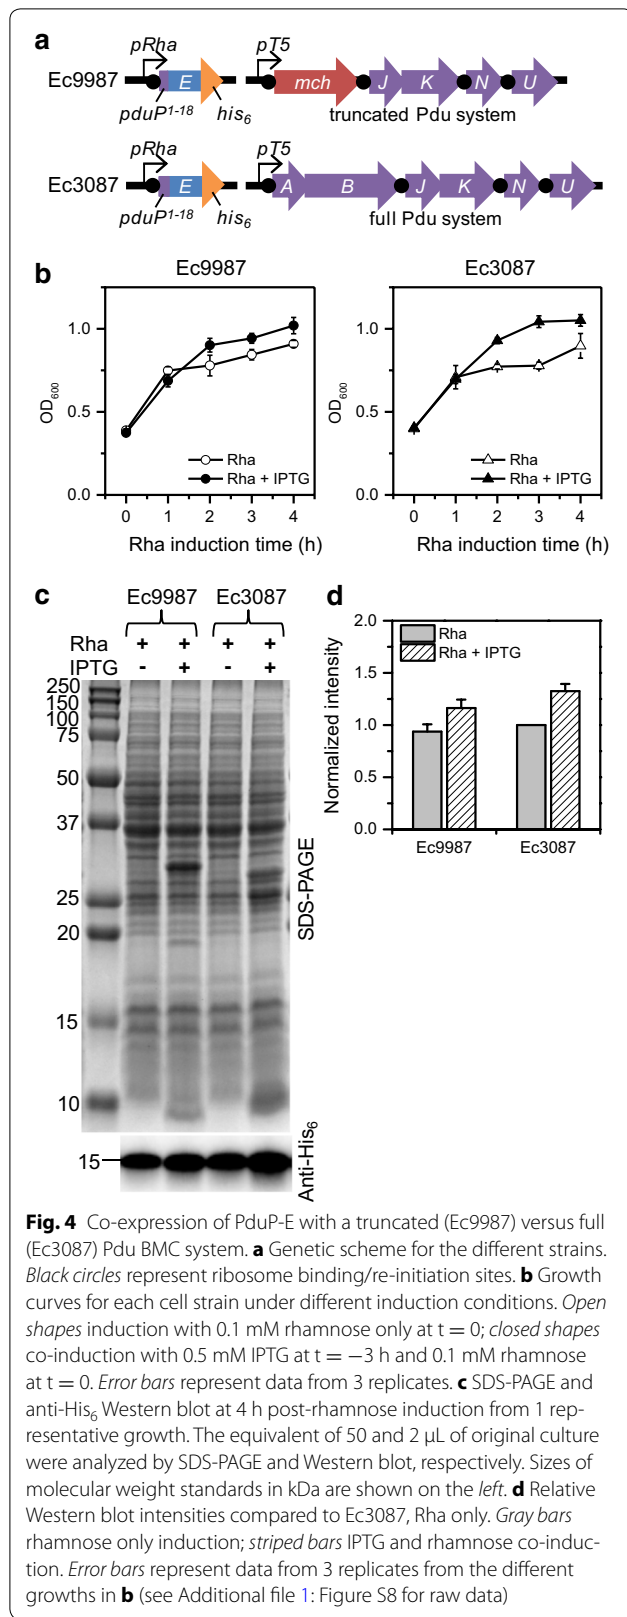 a
pRha pT5
Ec9987 E mch J K N U
pduP1-18 his6 truncated Pdu system
pRha pT5
Ec3087 E A B J K N U
pduP1-18 his6 full Pdu system
b
Ec9987 Ec3087
OD600
1.0
0.5
0.0
Rha
Rha + IPTG
0 1 2 3 4
Rha induction time (h)
OD600
1.0
0.5
0.0
Rha
Rha + IPTG
0 1 2 3 4
Rha induction time (h)
c
Ec9987 Ec3087
Rha + + + +
IPTG - + - +
250
150
100
75
50
37
25
20
15
10
SDS-PAGE
15
Anti-His6
d
Normalized intensity
2.0
1.5
1.0
0.5
0.0
Rha
Rha + IPTG
Ec9987 Ec3087
Fig. 4 Co-expression of PduP-E with a truncated (Ec9987) versus full
(Ec3087) Pdu BMC system. a Genetic scheme for the different strains.
Black circles represent ribosome binding/re-initiation sites. b Growth
curves for each cell strain under different induction conditions. Open
shapes induction with 0.1 mM rhamnose only at t = 0; closed shapes
co-induction with 0.5 mM IPTG at t = −3 h and 0.1 mM rhamnose
at t = 0. Error bars represent data from 3 replicates. c SDS-PAGE and
anti-His6 Western blot at 4 h post-rhamnose induction from 1 rep-
resentative growth. The equivalent of 50 and 2 μL of original culture
were analyzed by SDS-PAGE and Western blot, respectively. Sizes of
molecular weight standards in kDa are shown on the left. d Relative
Western blot intensities compared to Ec3087, Rha only. Gray bars
rhamnose only induction; striped bars IPTG and rhamnose co-induc-
tion. Error bars represent data from 3 replicates from the different
growths in b (see Additional file 1: Figure S8 for raw data)